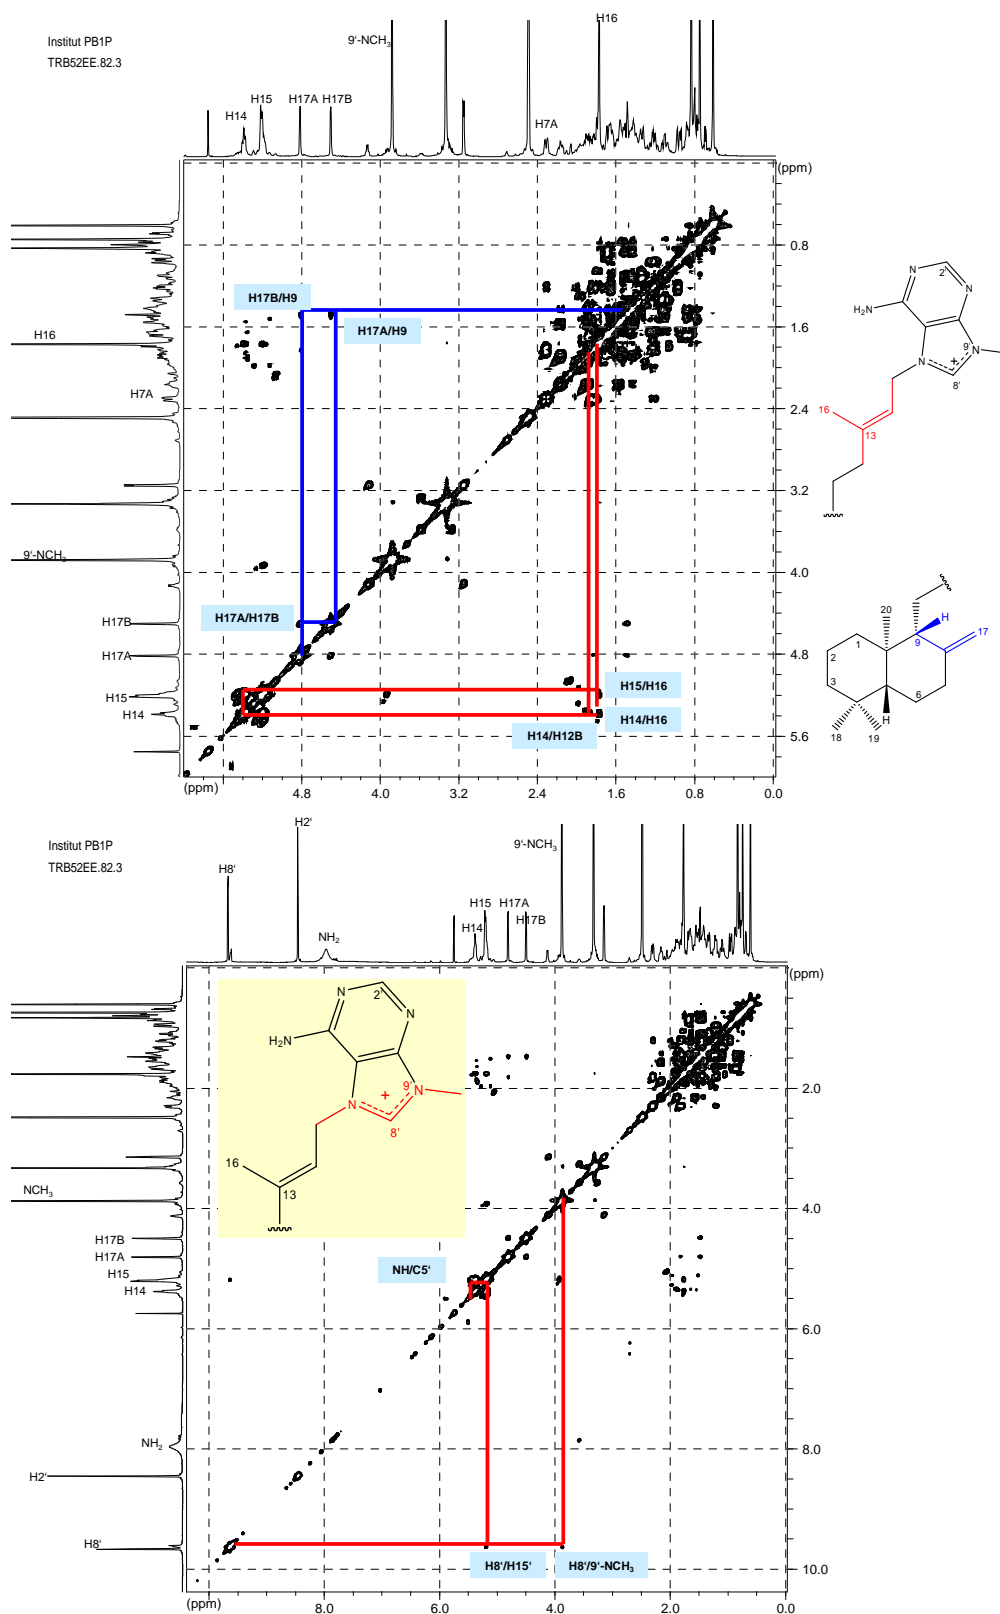 Institut PB1P
TRB52EE.82.3
H16
9'-NCH3
H15
H17A
H17B
H14
H7A
(ppm)
0.8
1.6
2.4
3.2
4.0
4.8
5.6
H16
H7A
9'-NCH3
H17B
H17A
H15
H14
H17B/H9
H17A/H9
H17A/H17B
H15/H16
H14/H16
H14/H12B
(ppm)
4.8
4.0
3.2
2.4
1.6
0.8
0.0
N
2'
N
H2N
9'
N
N
+
8'
16
13
20
H
17
1
9
2
3
6
H
18
19
Institut PB1P
TRB52EE.82.3
H2'
9'-NCH3
H8'
H15
H17A
H17B
H14
NH2
(ppm)
2.0
4.0
6.0
8.0
10.0
NCH3
H17B
H17A
H15
H14
NH2
H2'
H8'
N
2'
N
H2N
9'
N
N
+
8'
16
13
NH/C5'
H8'/H15'
H8'/9'-NCH3
(ppm)
8.0
6.0
4.0
2.0
0.0